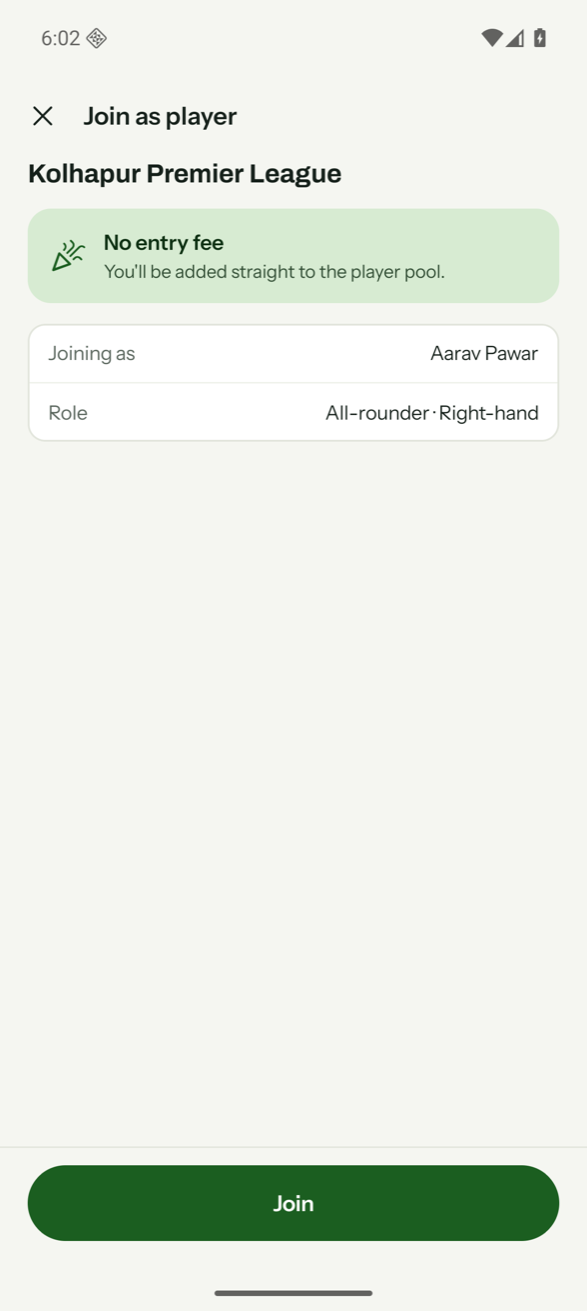 6:02
Join as player
Kolhapur Premier League
No entry fee
You'll be added straight to the player pool.
Joining as Aarav Pawar
Role All-rounder · Right-hand
Join